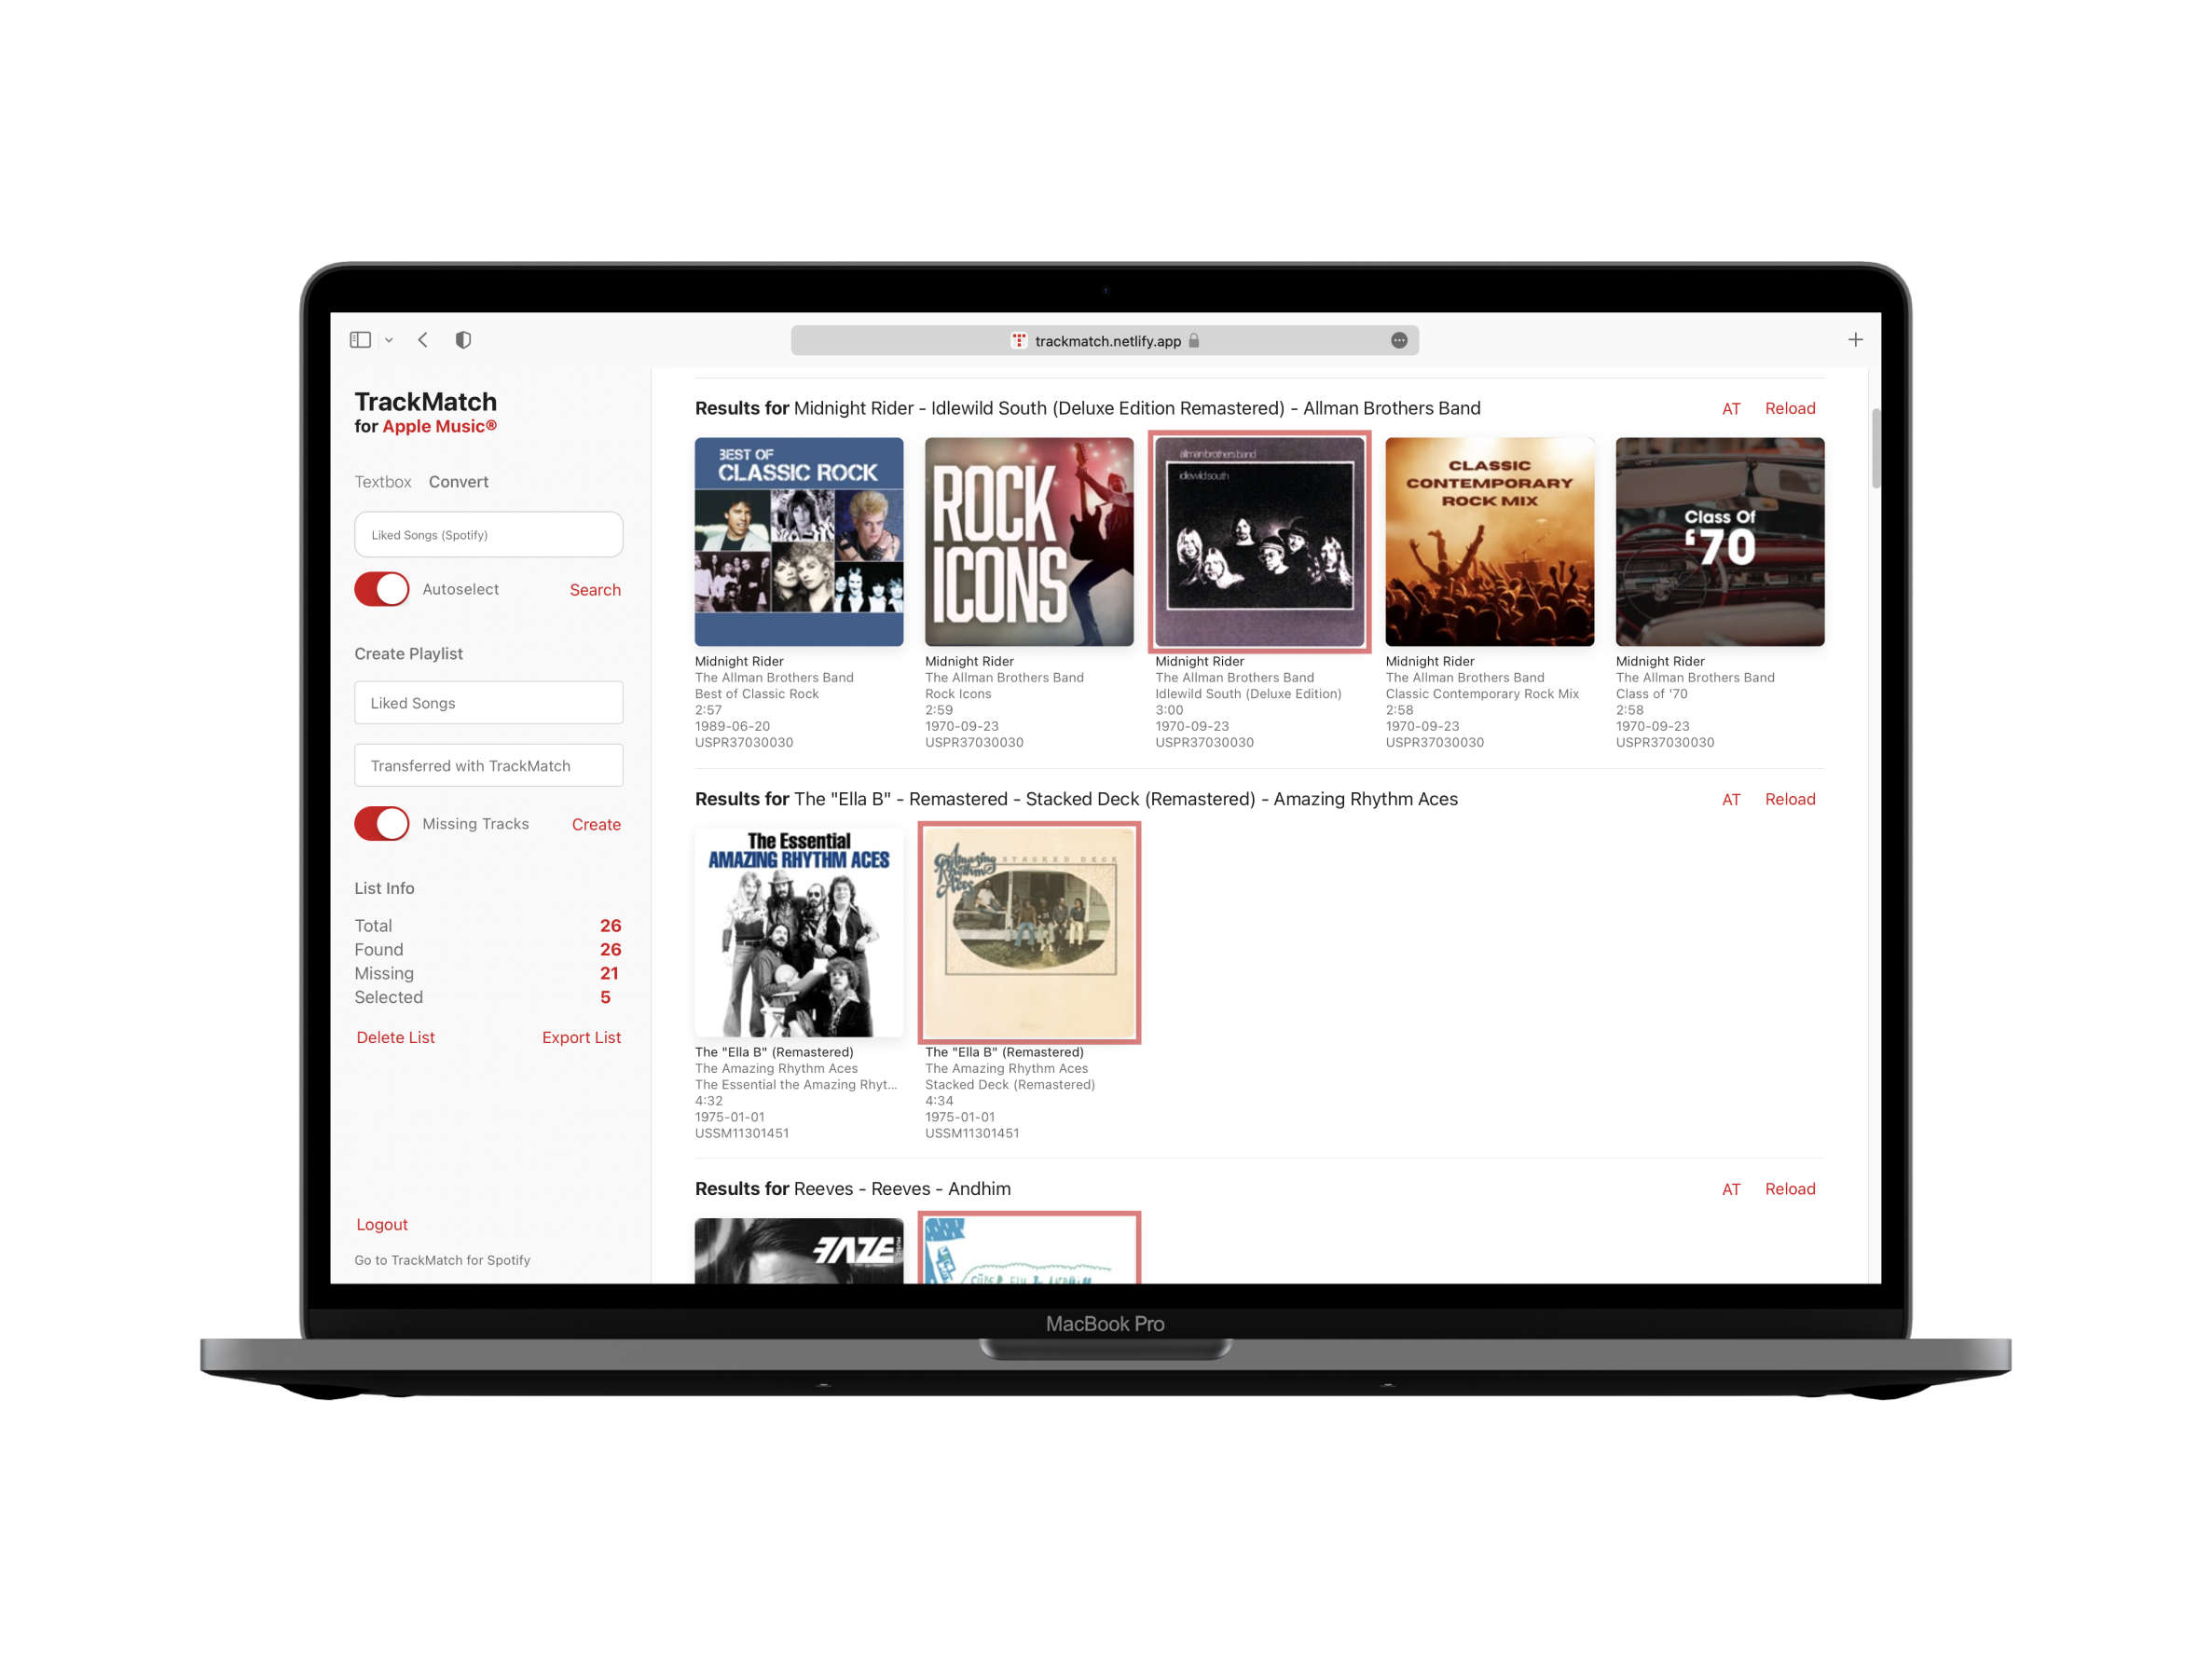 trackmatch.netlify.app
TrackMatch
for Apple Music®
Textbox Convert
Liked Songs (Spotify)
Autoselect Search
Create Playlist
Liked Songs
Transferred with TrackMatch
Missing Tracks Create
List Info
Total 26
Found 26
Missing 21
Selected 5
Delete List Export List
Logout
Go to TrackMatch for Spotify
Results for Midnight Rider - Idlewild South (Deluxe Edition Remastered) - Allman Brothers Band AT Reload
BEST OF
CLASSIC ROCK
ROCK
ICONS
allmanbrothersband
idlewildsouth
CLASSIC
CONTEMPORARY
ROCK MIX
Class Of
‘70
Midnight Rider
The Allman Brothers Band
Best of Classic Rock
2:57
1989-06-20
USPR37030030
Midnight Rider
The Allman Brothers Band
Rock Icons
2:59
1970-09-23
USPR37030030
Midnight Rider
The Allman Brothers Band
Idlewild South (Deluxe Edition)
3:00
1970-09-23
USPR37030030
Midnight Rider
The Allman Brothers Band
Classic Contemporary Rock Mix
2:58
1970-09-23
USPR37030030
Midnight Rider
The Allman Brothers Band
Class of '70
2:58
1970-09-23
USPR37030030
Results for The "Ella B" - Remastered - Stacked Deck (Remastered) - Amazing Rhythm Aces AT Reload
The Essential
AMAZING RHYTHM ACES
Amazing
Rhythm
Aces
STACKED DECK
The "Ella B" (Remastered)
The Amazing Rhythm Aces
The Essential the Amazing Rhyt...
4:32
1975-01-01
USSM11301451
The "Ella B" (Remastered)
The Amazing Rhythm Aces
Stacked Deck (Remastered)
4:34
1975-01-01
USSM11301451
Results for Reeves - Reeves - Andhim AT Reload
FAZE
MacBook Pro